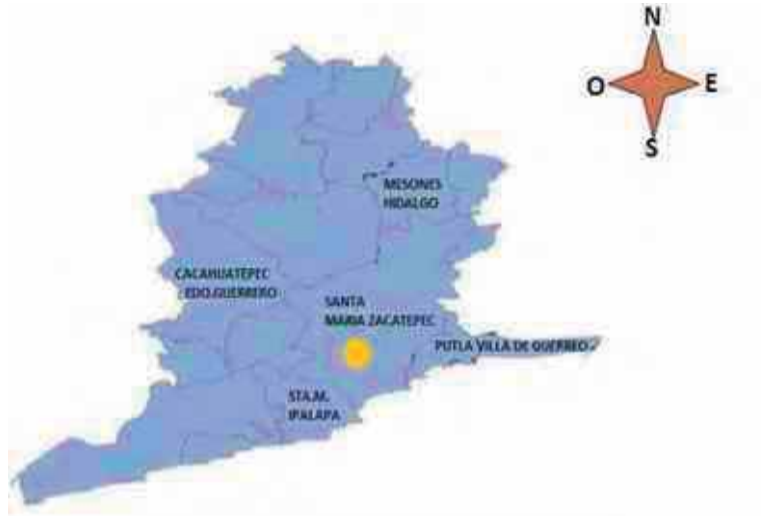 N
O
E
S
MESONES
HIDALGO
CACAHUATEPEC
EDO.GUERRERO
SANTA
MARIA ZACATEPEC
PUTLA VILLA DE GUERREO
STA.M.
IPALAPA